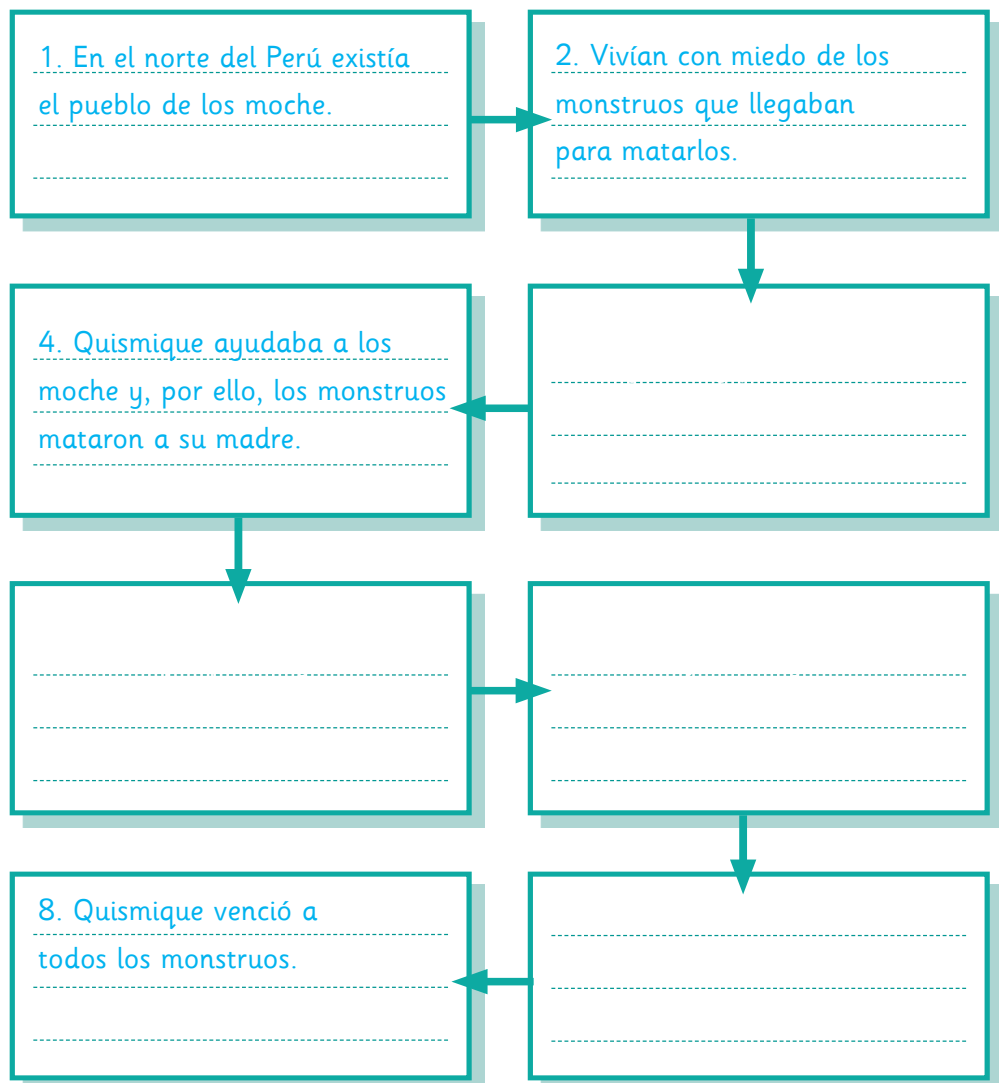 1. En el norte del Perú existía
el pueblo de los moche.
2. Vivían con miedo de los
monstruos que llegaban
para matarlos.
4. Quismique ayudaba a los
moche y, por ello, los monstruos
mataron a su madre.
8. Quismique venció a
todos los monstruos.